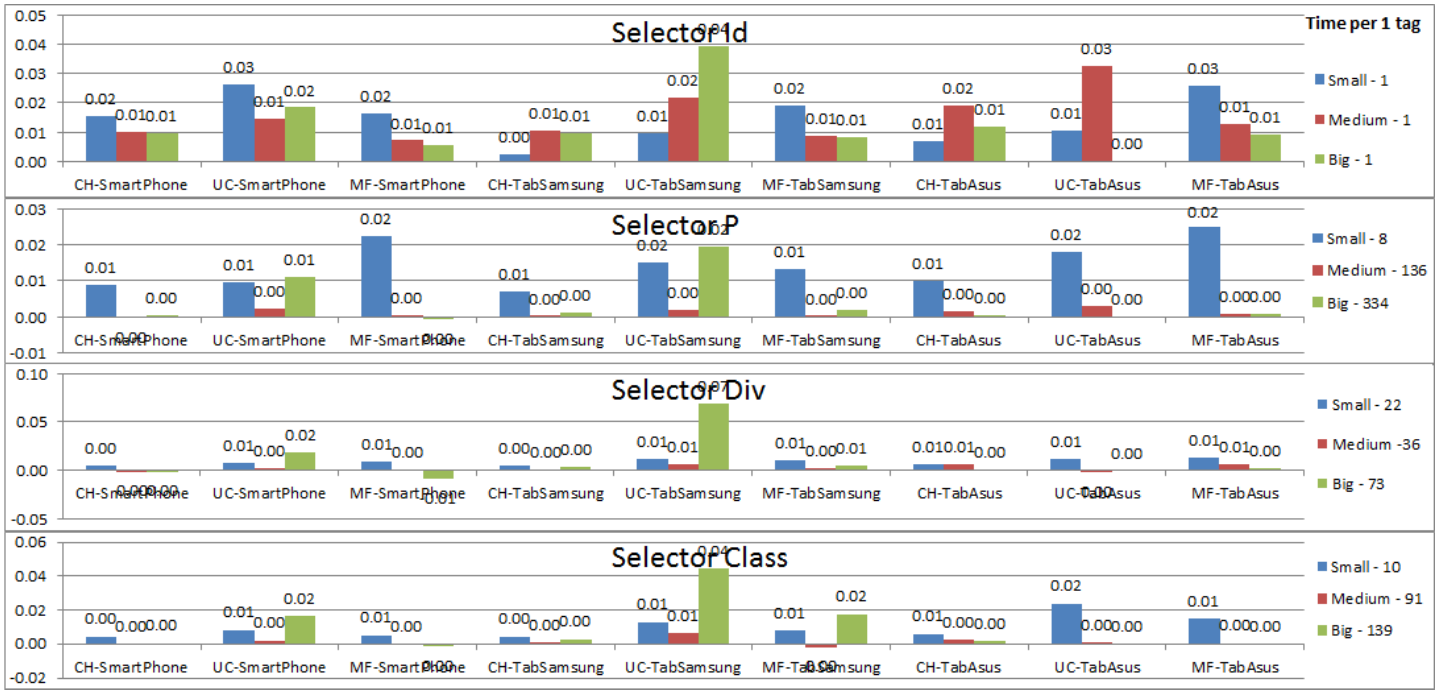 0.05 Selector Id Time per 1 tag
0.04 0.04
0.03 0.03 0.03 0.03 Small - 1
0.02 0.02 0.02 0.02 0.02 0.02
0.01 0.01 0.01 0.01 0.01 0.01 0.01 0.01 0.01 0.01 0.01 0.01 0.01 0.01 Medium - 1
0.00 0.00 0.00 Big - 1
CH-SmartPhone UC-SmartPhone MF-SmartPhone CH-TabSamsung UC-TabSamsung MF-TabSamsung CH-TabAsus UC-TabAsus MF-TabAsus
0.03 Selector P
0.02 0.02 0.02 0.02 0.02 0.02 Small - 8
0.01 0.01 0.01 0.01 0.01 0.01 0.01 Medium - 136
0.00 0.00 0.00 0.00 0.00 0.00 0.00 0.00 0.00 0.00 0.00 0.00 0.00 0.00 0.00 0.00 Big - 334
-0.01 CH-SmartPhone UC-SmartPhone MF-SmartPhone CH-TabSamsung UC-TabSamsung MF-TabSamsung CH-TabAsus UC-TabAsus MF-TabAsus
0.10 Selector Div
0.07
0.05 0.00 0.01 0.00 0.02 0.01 0.00 0.00 0.00 0.00 0.01 0.01 0.01 0.00 0.01 0.01 0.01 0.00 0.01 0.00 0.01 0.01 0.00 Small - 22
0.00 0.00 0.00 -0.01 0.00 Medium -36
CH-SmartPhone UC-SmartPhone MF-SmartPhone CH-TabSamsung UC-TabSamsung MF-TabSamsung CH-TabAsus UC-TabAsus MF-TabAsus
-0.05 Big - 73
0.06 Selector Class
0.04 0.04 Small - 10
0.02 0.02 0.02 0.02 Medium - 91
0.00 0.00 0.00 0.00 0.01 0.00 0.01 0.00 0.00 0.00 0.00 0.01 0.01 0.01 0.01 0.00 0.00 0.00 0.00 0.01 0.00 0.00 Big - 139
0.00 0.00
-0.02 CH-SmartPhone UC-SmartPhone MF-SmartPhone CH-TabSamsung UC-TabSamsung MF-TabSamsung CH-TabAsus UC-TabAsus MF-TabAsus